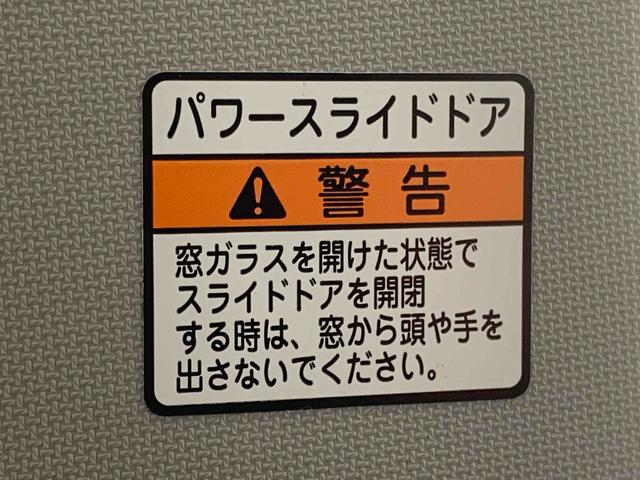 パワースライドドア
警告
窓ガラスを開けた状態で
スライドドアを開閉
する時は、窓から頭や手を
出さないでください。